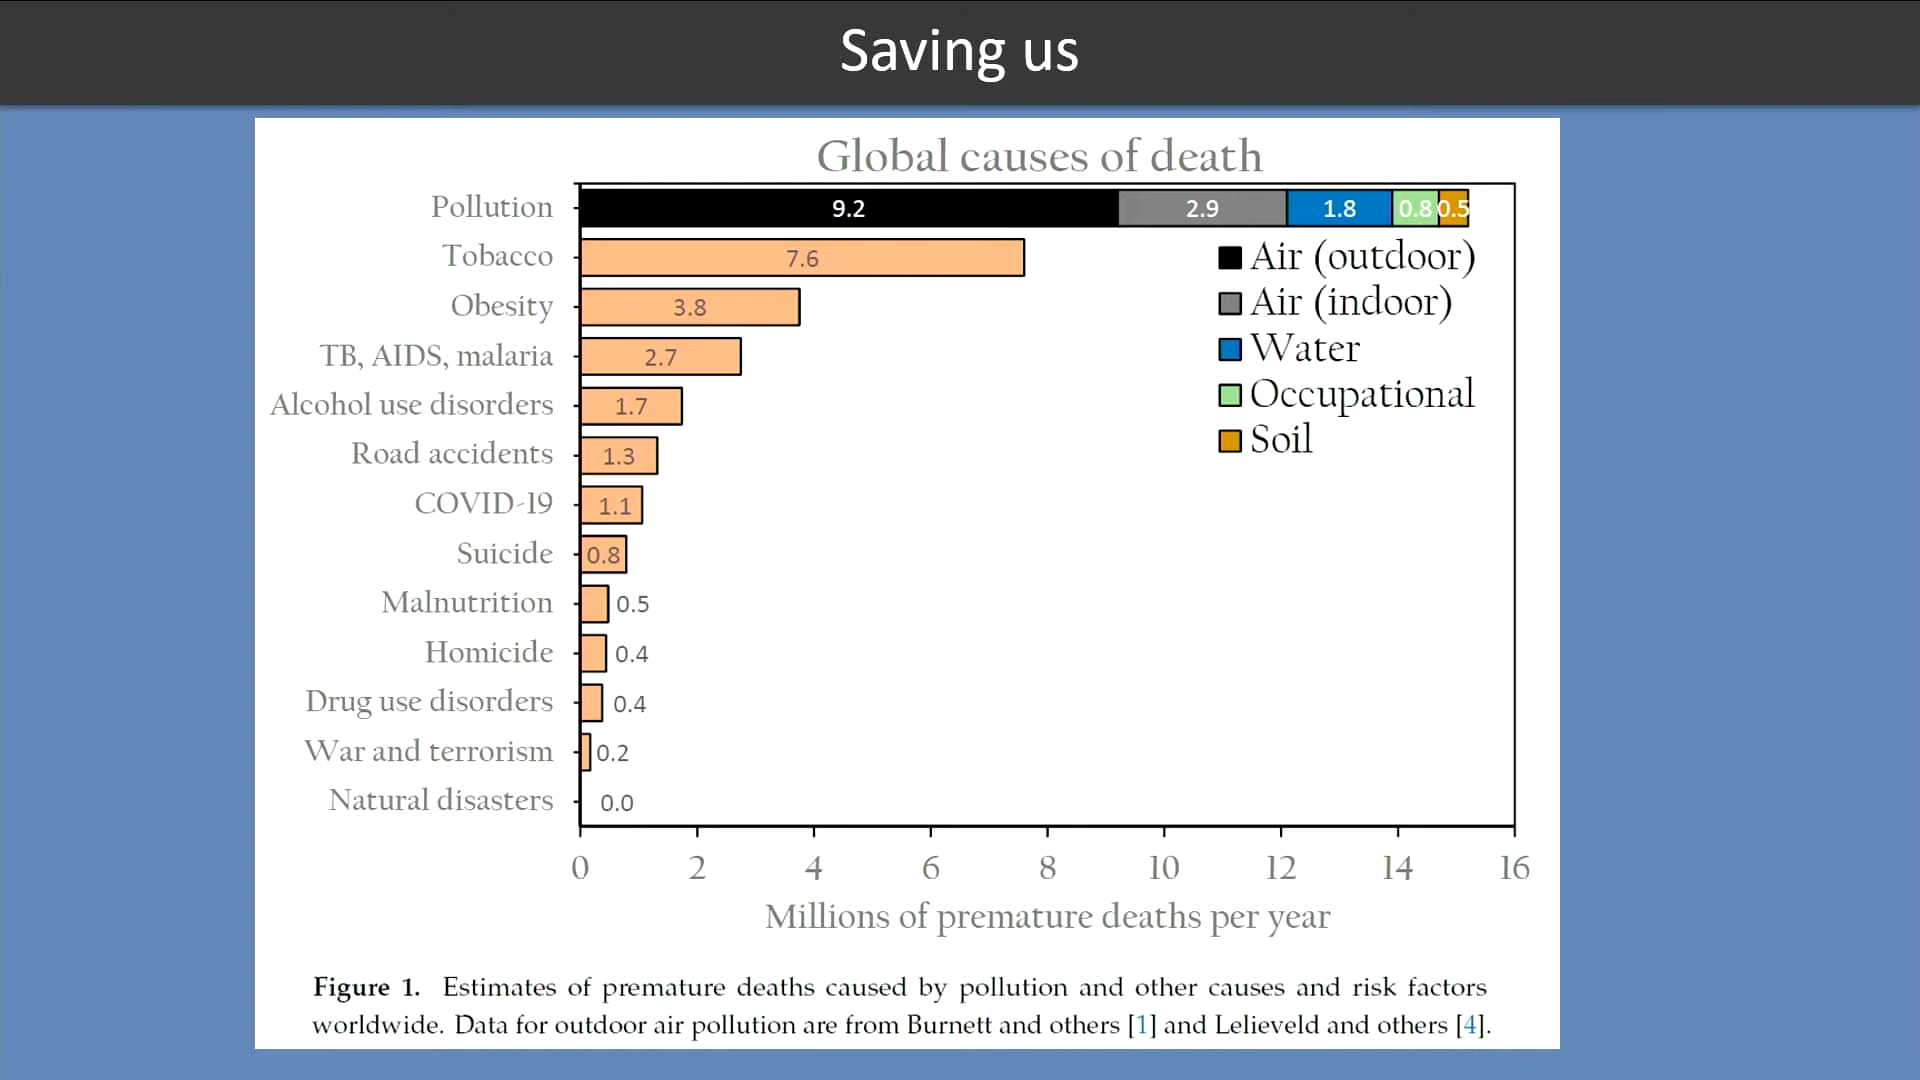 Saving us
Global causes of death
Pollution 9.2 2.9 1.8 0.8 0.5
Tobacco 7.6
Obesity 3.8
TB, AIDS, malaria 2.7
Alcohol use disorders 1.7
Road accidents 1.3
COVID-19 1.1
Suicide 0.8
Malnutrition 0.5
Homicide 0.4
Drug use disorders 0.4
War and terrorism 0.2
Natural disasters 0.0
Air (outdoor)
Air (indoor)
Water
Occupational
Soil
0 2 4 6 8 10 12 14 16
Millions of premature deaths per year
Figure 1. Estimates of premature deaths caused by pollution and other causes and risk factors
worldwide. Data for outdoor air pollution are from Burnett and others [1] and Lelieveld and others [4].